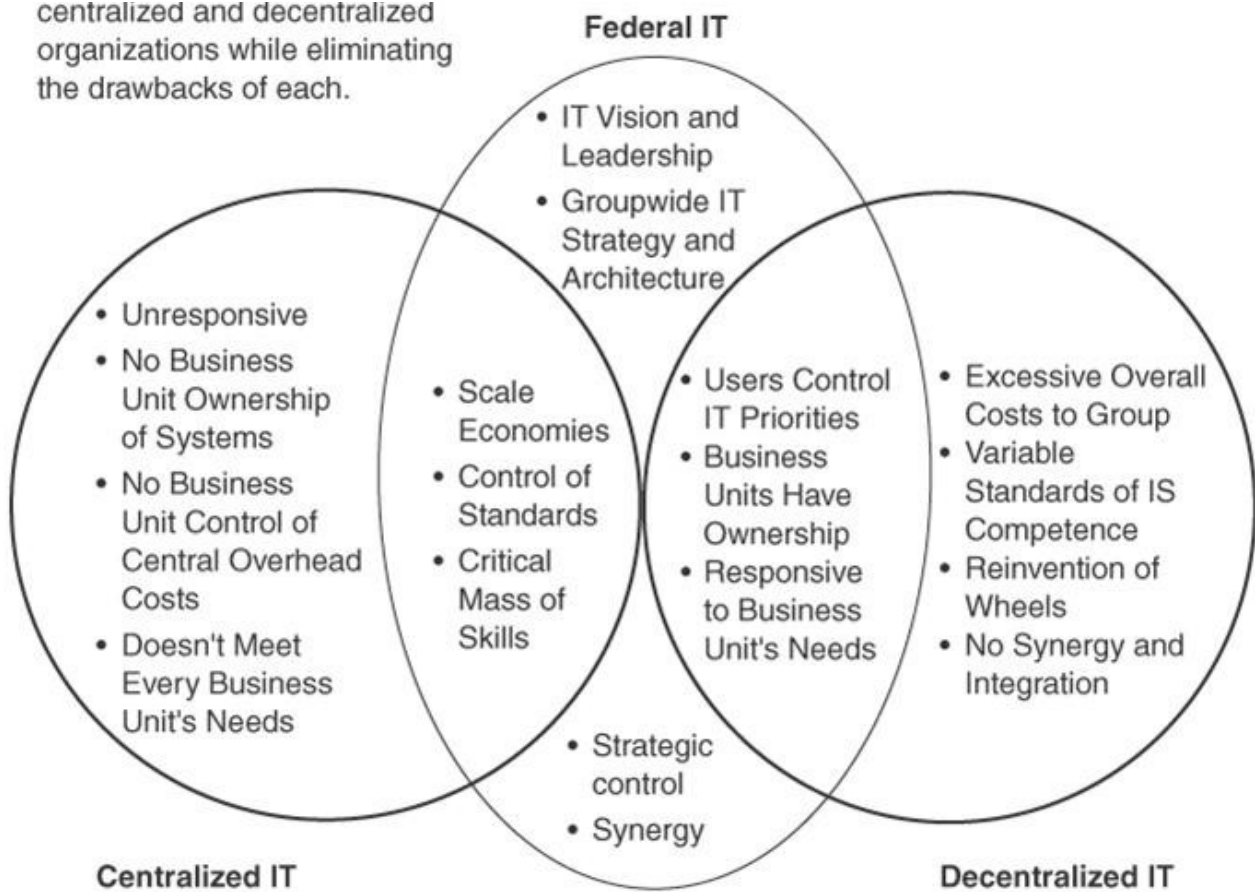 centralized and decentralized
organizations while eliminating
the drawbacks of each.
Federal IT
• IT Vision and
Leadership
• Groupwide IT
Strategy and
Architecture
• Unresponsive
• No Business
Unit Ownership
of Systems
• No Business
Unit Control of
Central Overhead
Costs
• Doesn't Meet
Every Business
Unit's Needs
• Scale
Economies
• Control of
Standards
• Critical
Mass of
Skills
• Users Control
IT Priorities
• Business
Units Have
Ownership
• Responsive
to Business
Unit's Needs
• Excessive Overall
Costs to Group
• Variable
Standards of IS
Competence
• Reinvention of
Wheels
• No Synergy and
Integration
• Strategic
control
• Synergy
Centralized IT
Decentralized IT